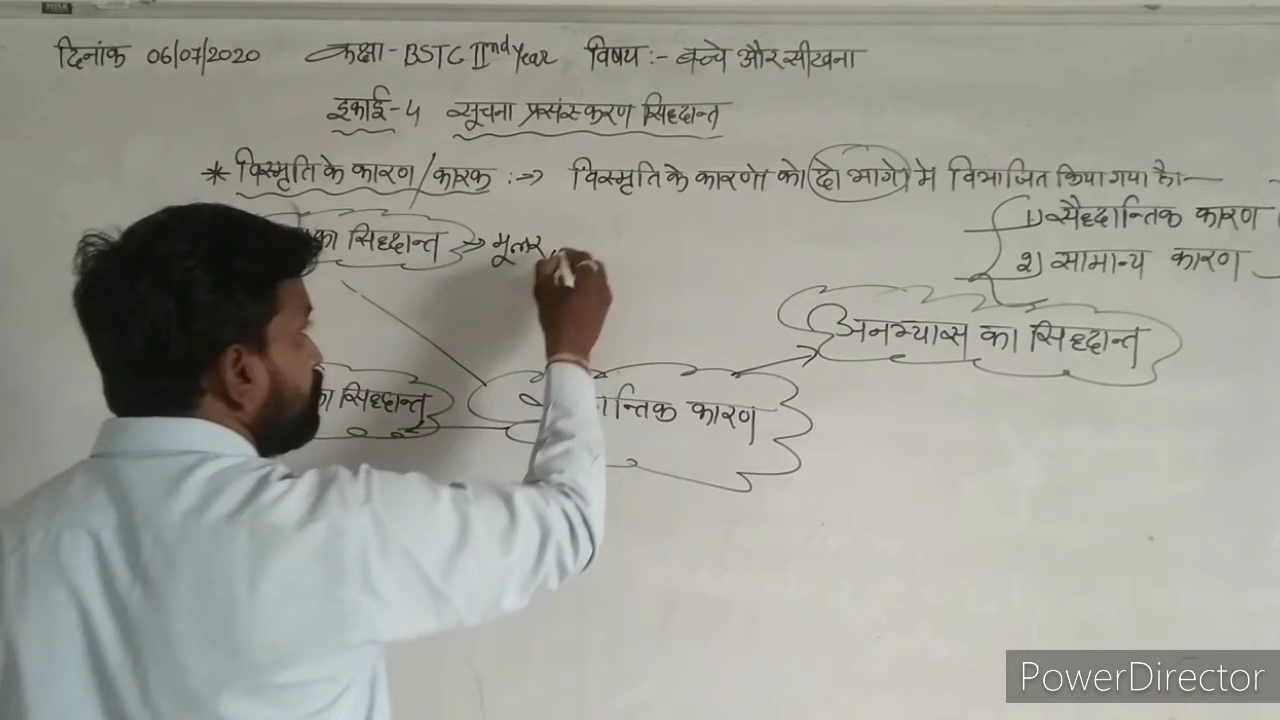 दिनांक 06/07/2020 कक्षा - BSTC IInd Year विषय :- बच्चे और सीखना
इकाई - 4 सूचना प्रसंस्करण सिद्धान्त
* विस्मृति के कारण / कारक :→ विस्मृति के कारणों को दो भागों में विभाजित किया गया है।—
1) सैद्धान्तिक कारण
2) सामान्य कारण
का सिद्धान्त → मूलर,
अनभ्यास का सिद्धान्त
का सिद्धान्त
न्तिक कारण
PowerDirector